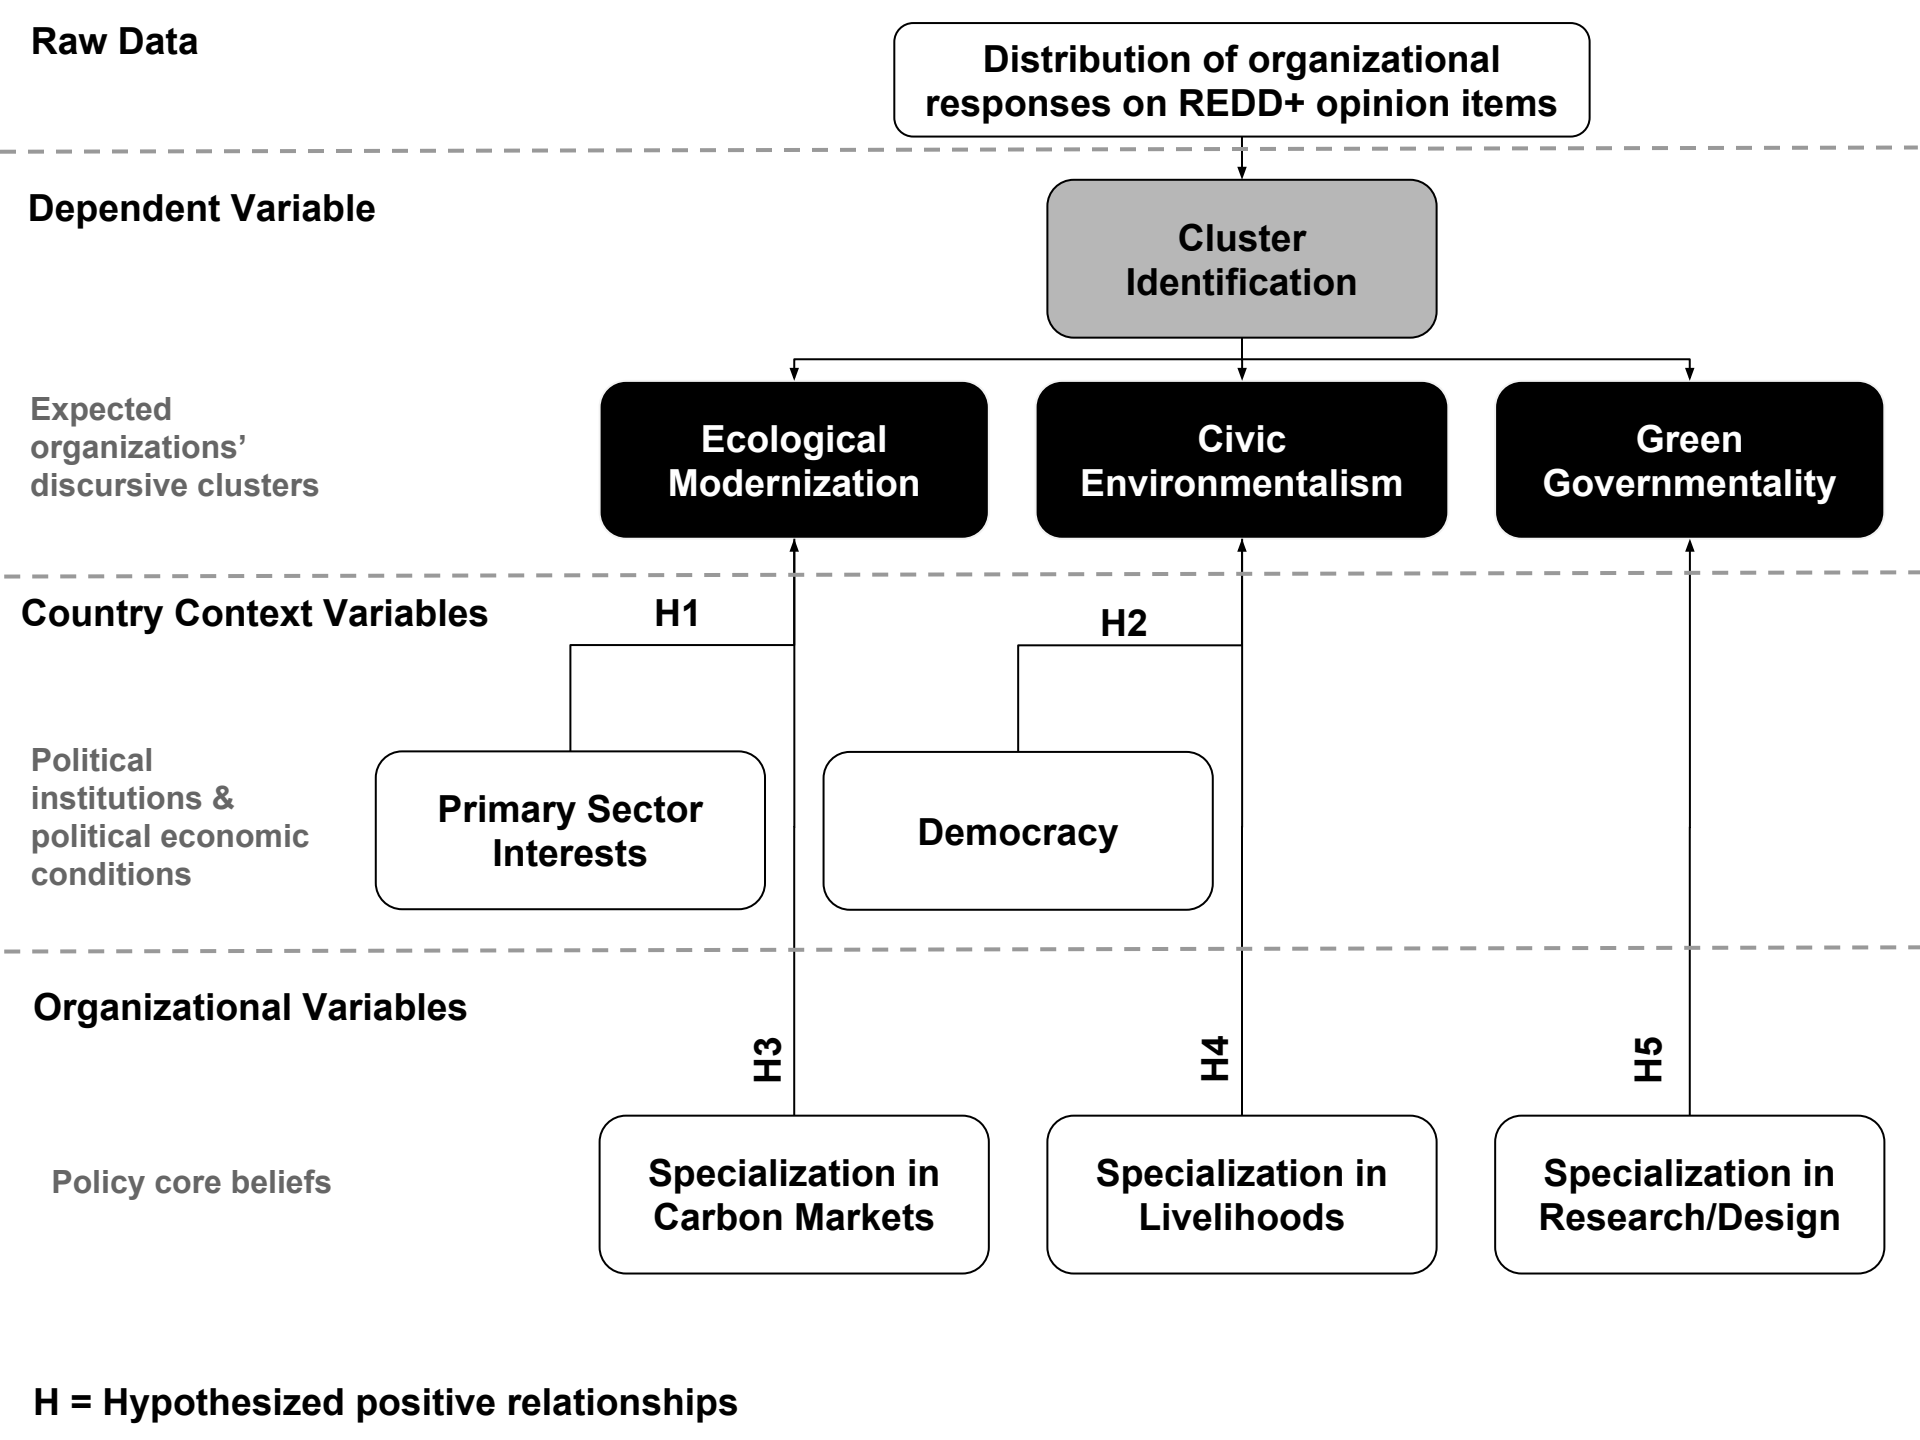 Raw Data
Distribution of organizational
responses on REDD+ opinion items
Dependent Variable
Cluster
Identification
Expected
organizations’
discursive clusters
Ecological
Modernization
Civic
Environmentalism
Green
Governmentality
Country Context Variables
H1
H2
Political
institutions &
political economic
conditions
Primary Sector
Interests
Democracy
Organizational Variables
H3
H4
H5
Policy core beliefs
Specialization in
Carbon Markets
Specialization in
Livelihoods
Specialization in
Research/Design
H = Hypothesized positive relationships